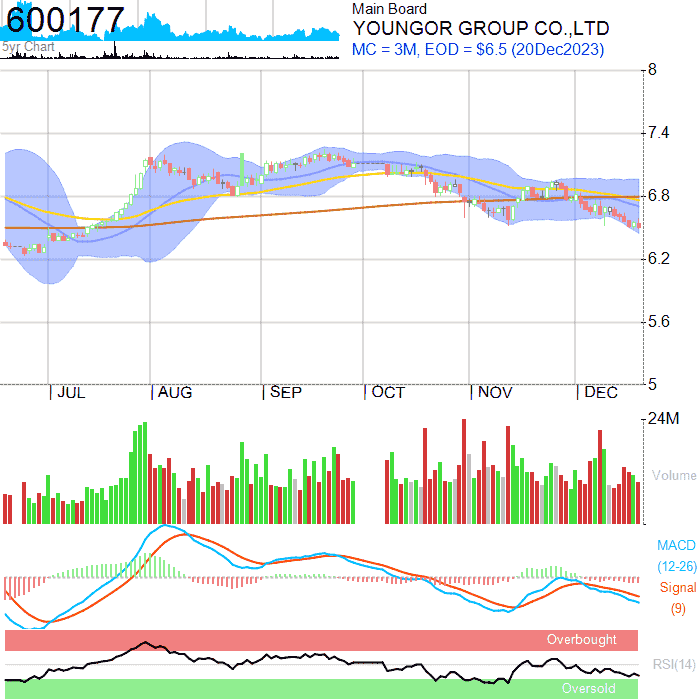 600177
5yr Chart
Main Board
YOUNGOR GROUP CO.,LTD
MC = 3M, EOD = $6.5 (20Dec2023)
8
7.4
6.8
6.2
5.6
5
JUL AUG SEP OCT NOV DEC
24M
Volume
MACD
(12-26)
Signal
(9)
Overbought
RSI(14)
Oversold